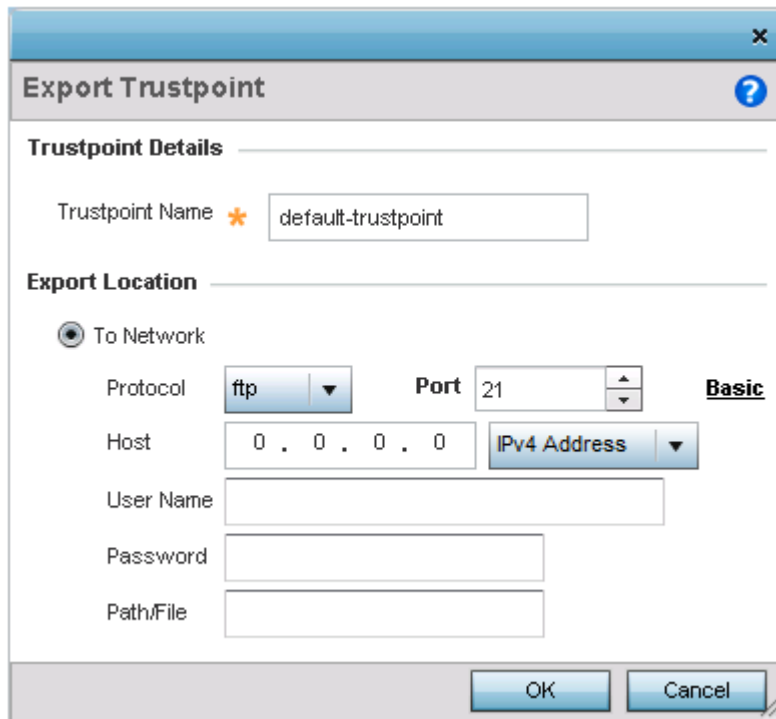 Export Trustpoint
Trustpoint Details
Trustpoint Name * default-trustpoint
Export Location
To Network
Protocol ftp Port 21 Basic
Host 0 . 0 . 0 . 0 IPv4 Address
User Name
Password
Path/File
OK Cancel